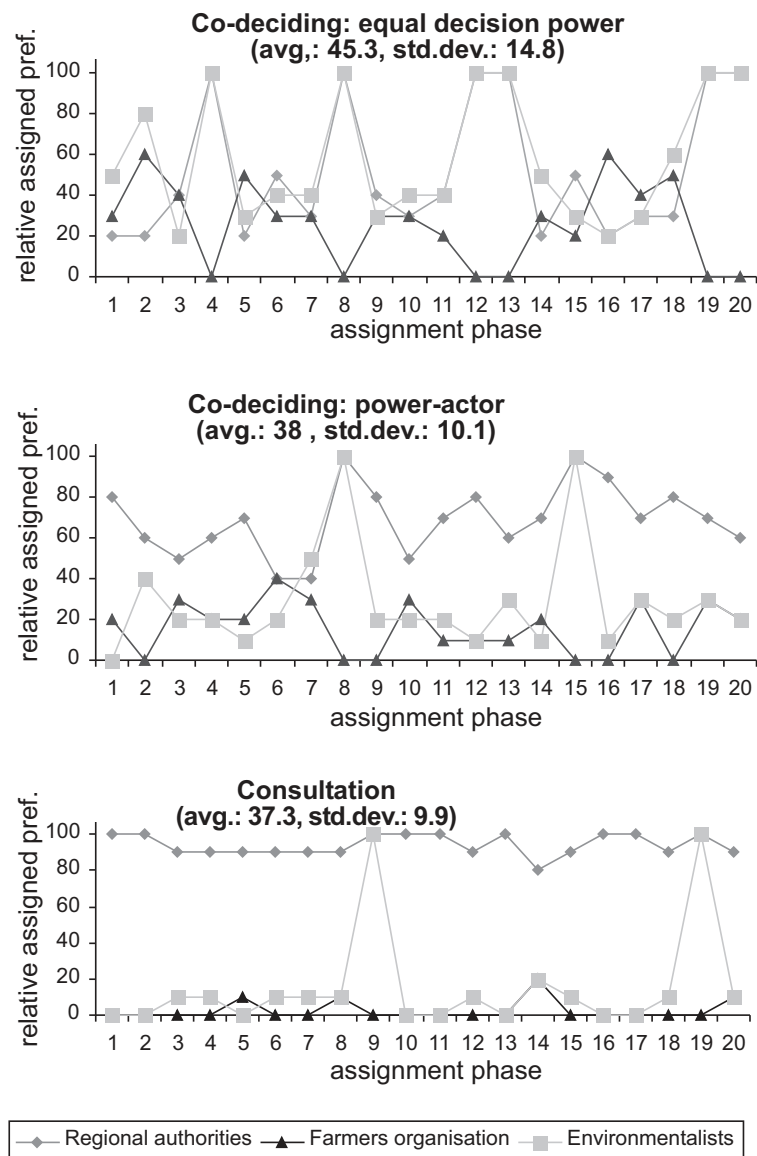 Co-deciding: equal decision power
(avg,: 45.3, std.dev.: 14.8)
relative assigned pref.
100
80
60
40
20
0
1 2 3 4 5 6 7 8 9 10 11 12 13 14 15 16 17 18 19 20
assignment phase
Co-deciding: power-actor
(avg.: 38 , std.dev.: 10.1)
relative assigned pref.
100
80
60
40
20
0
1 2 3 4 5 6 7 8 9 10 11 12 13 14 15 16 17 18 19 20
assignment phase
Consultation
(avg.: 37.3, std.dev.: 9.9)
relative assigned pref.
100
80
60
40
20
0
1 2 3 4 5 6 7 8 9 10 11 12 13 14 15 16 17 18 19 20
assignment phase
Regional authorities Farmers organisation Environmentalists